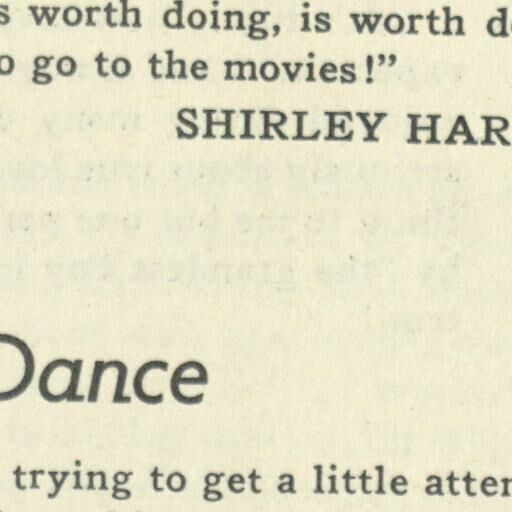 s worth doing, is worth d
o go to the movies!”
SHIRLEY HAR
Dance
trying to get a little atten